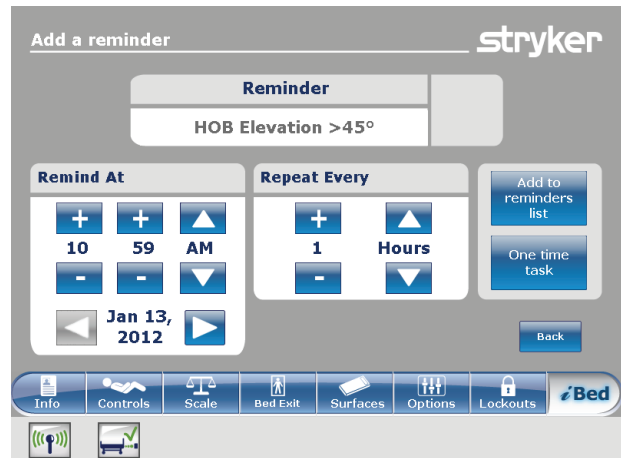 Add a reminder
stryker
Reminder
HOB Elevation >45°
Remind At
Repeat Every
Add to
reminders
list
+ + +
10 59 AM
1 Hours
- - -
One time
task
Jan 13,
2012
Back
Info Controls Scale Bed Exit Surfaces Options Lockouts iBed